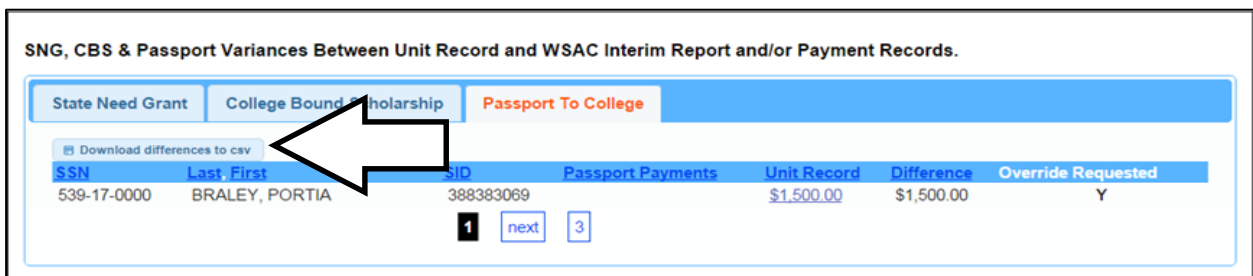 SNG, CBS & Passport Variances Between Unit Record and WSAC Interim Report and/or Payment Records.
State Need Grant College Bound Scholarship Passport To College
Download differences to csv
SSN Last, First SID Passport Payments Unit Record Difference Override Requested
539-17-0000 BRALEY, PORTIA 388383069 $1,500.00 $1,500.00 Y
1 next 3